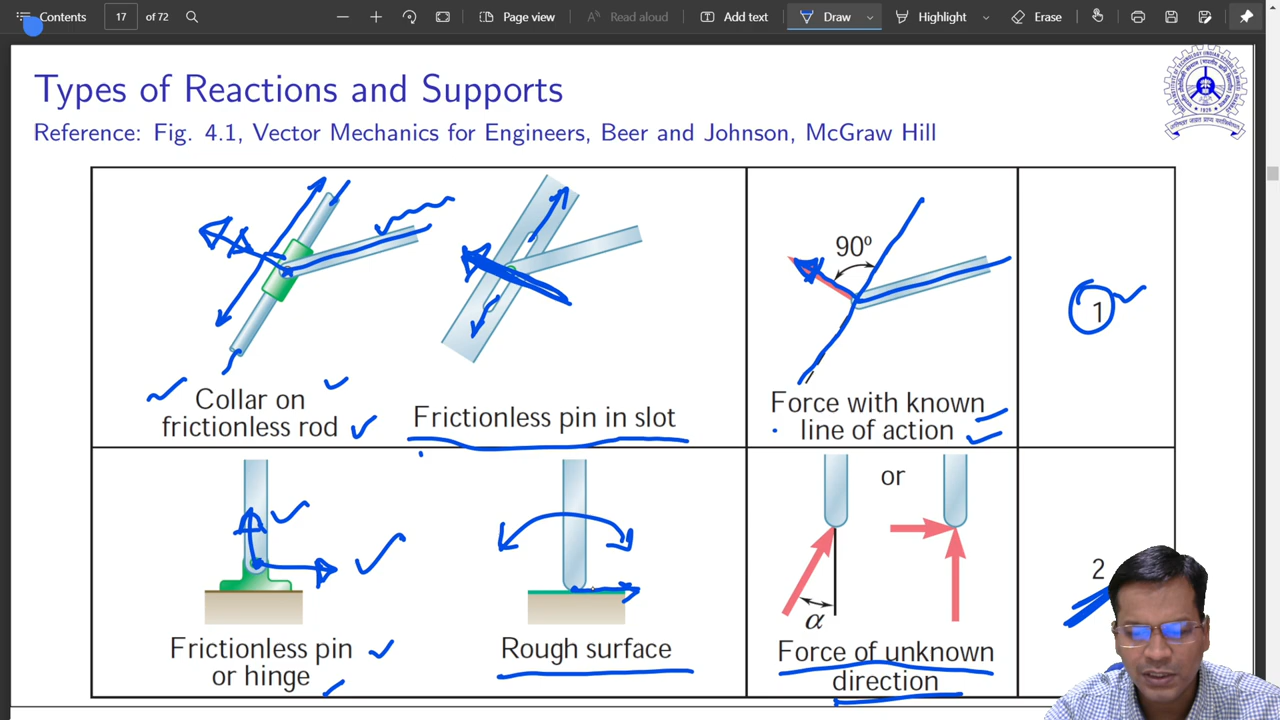 Contents
17
of 72
Page view
Read aloud
Add text
Draw
Highlight
Erase
Types of Reactions and Supports
Reference: Fig. 4.1, Vector Mechanics for Engineers, Beer and Johnson, McGraw Hill
90º
1
Collar on
frictionless rod
Frictionless pin in slot
Force with known
line of action
or
α
2
Frictionless pin
or hinge
Rough surface
Force of unknown
direction